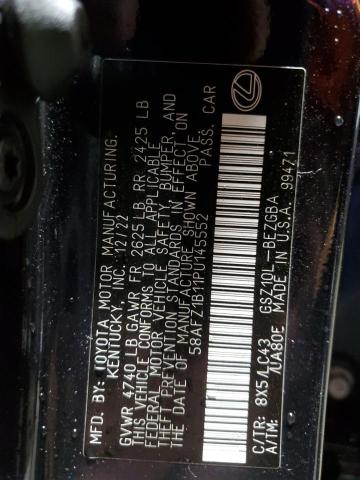 MFD. BY: TOYOTA MOTOR MANUFACTURING,
KENTUCKY, INC. 12/22
GVWR 4740 LB GAWR FR 2625 LB RR 2425 LB
THIS VEHICLE CONFORMS TO ALL APPLICABLE
FEDERAL MOTOR VEHICLE SAFETY, BUMPER, AND
THEFT PREVENTION STANDARDS IN EFFECT ON
THE DATE OF MANUFACTURE SHOWN ABOVE.
58AFZ1B11PU145552 PASS. CAR
C/TR: 8X5/LC43 GSZ10L-BEZGBA
A/TM: /UA80E MADE IN U.S.A. 99471